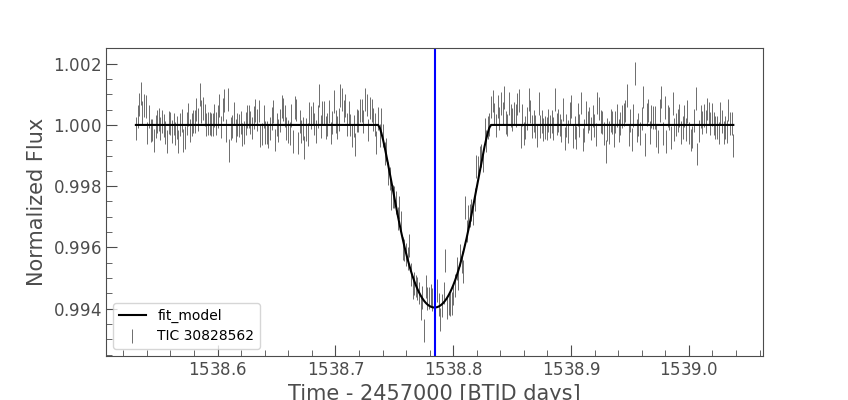 1.002
1.000
0.998
0.996
0.994
Normalized Flux
fit_model
TIC 30828562
1538.6 1538.7 1538.8 1538.9 1539.0
Time - 2457000 [BTJD days]